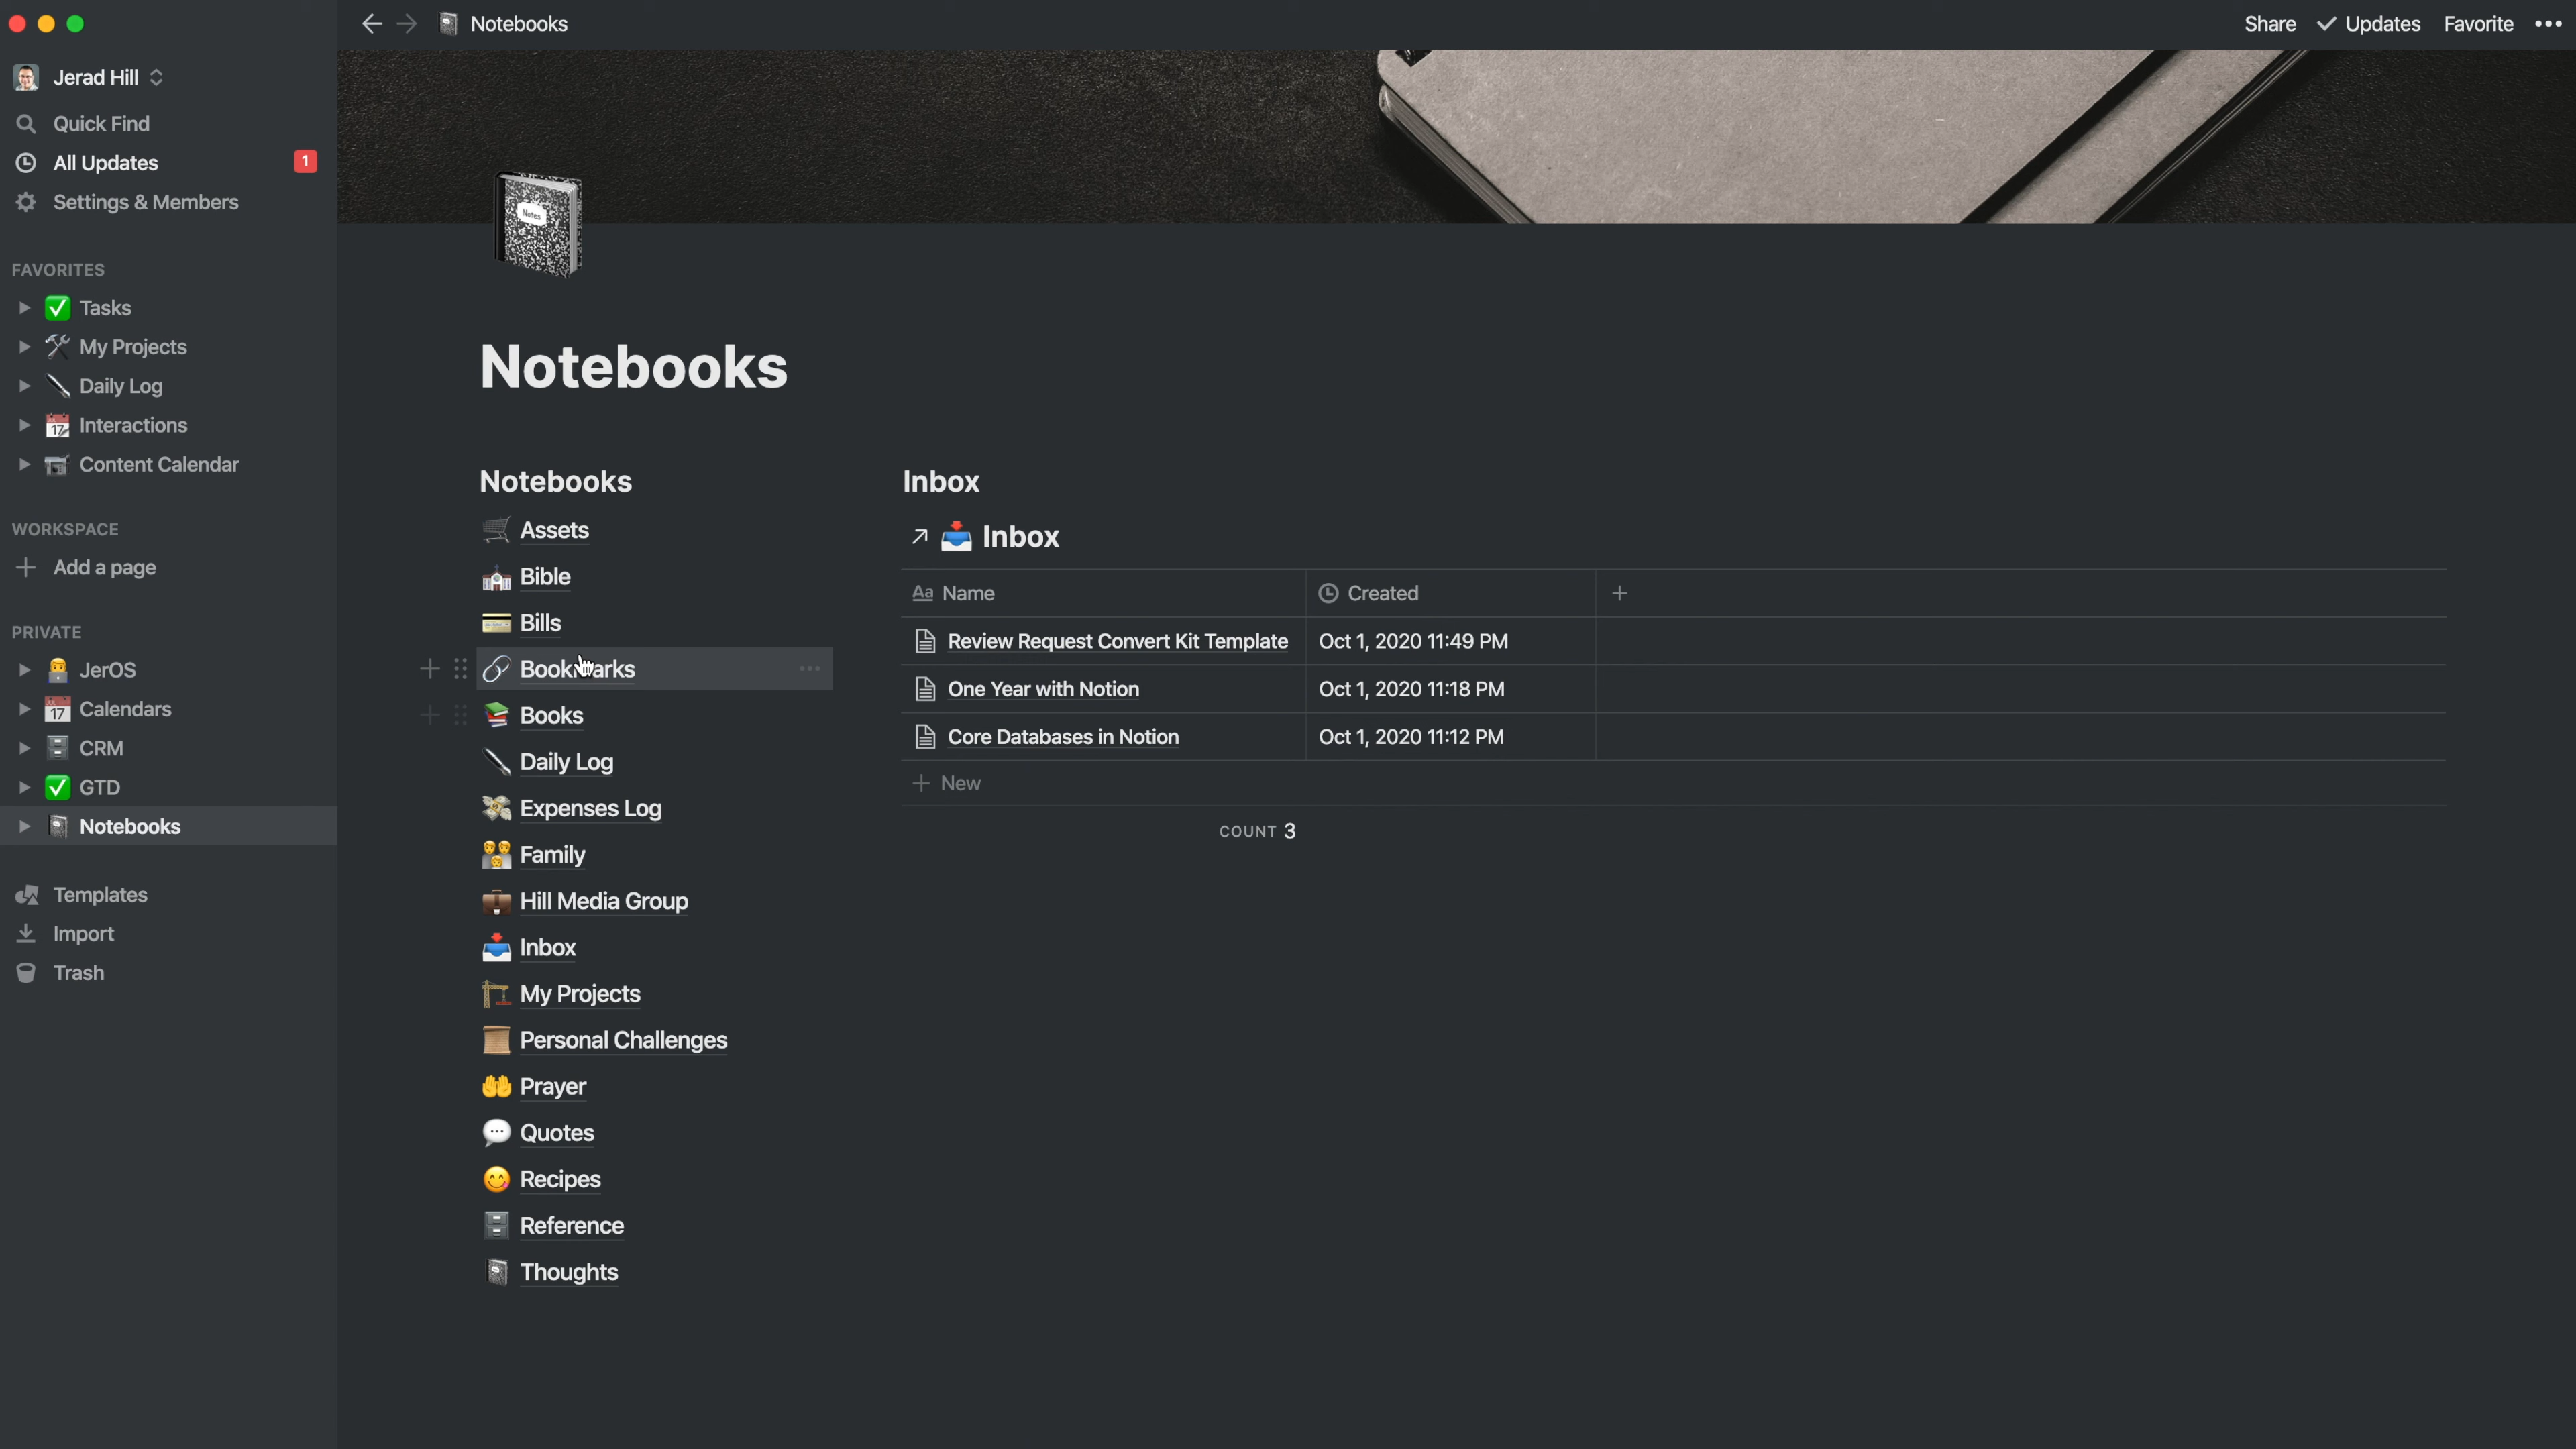 Notebooks
Share
Updates
Favorite
Jerad Hill
Quick Find
All Updates
1
Settings & Members
FAVORITES
Tasks
My Projects
Daily Log
17
Interactions
Content Calendar
WORKSPACE
Add a page
PRIVATE
JerOS
17
Calendars
CRM
GTD
Notebooks
Templates
Import
Trash
Notes
Notebooks
Notebooks
Assets
Bible
Bills
Bookmarks
Books
Daily Log
Expenses Log
Family
Hill Media Group
Inbox
My Projects
Personal Challenges
Prayer
Quotes
Recipes
Reference
Thoughts
Inbox
Inbox
Aa Name Created
Review Request Convert Kit Template Oct 1, 2020 11:49 PM
One Year with Notion Oct 1, 2020 11:18 PM
Core Databases in Notion Oct 1, 2020 11:12 PM
New
COUNT 3